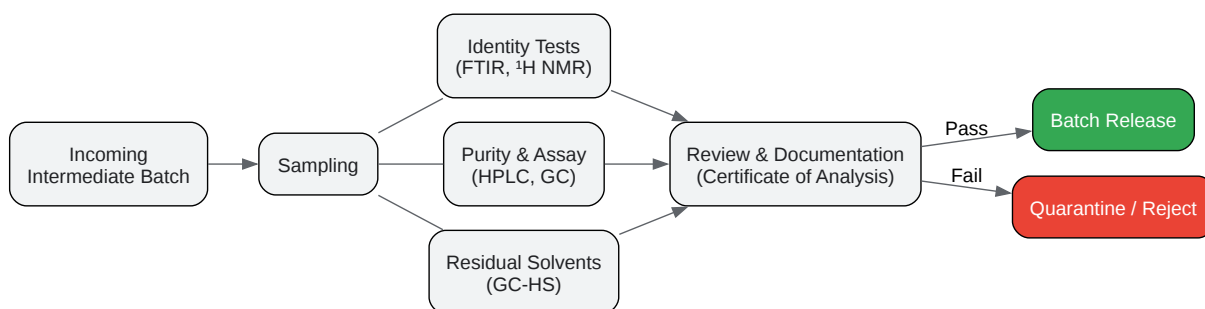 Incoming
Intermediate Batch
Sampling
Identity Tests
(FTIR, ¹H NMR)
Purity & Assay
(HPLC, GC)
Residual Solvents
(GC-HS)
Review & Documentation
(Certificate of Analysis)
Pass
Fail
Batch Release
Quarantine / Reject